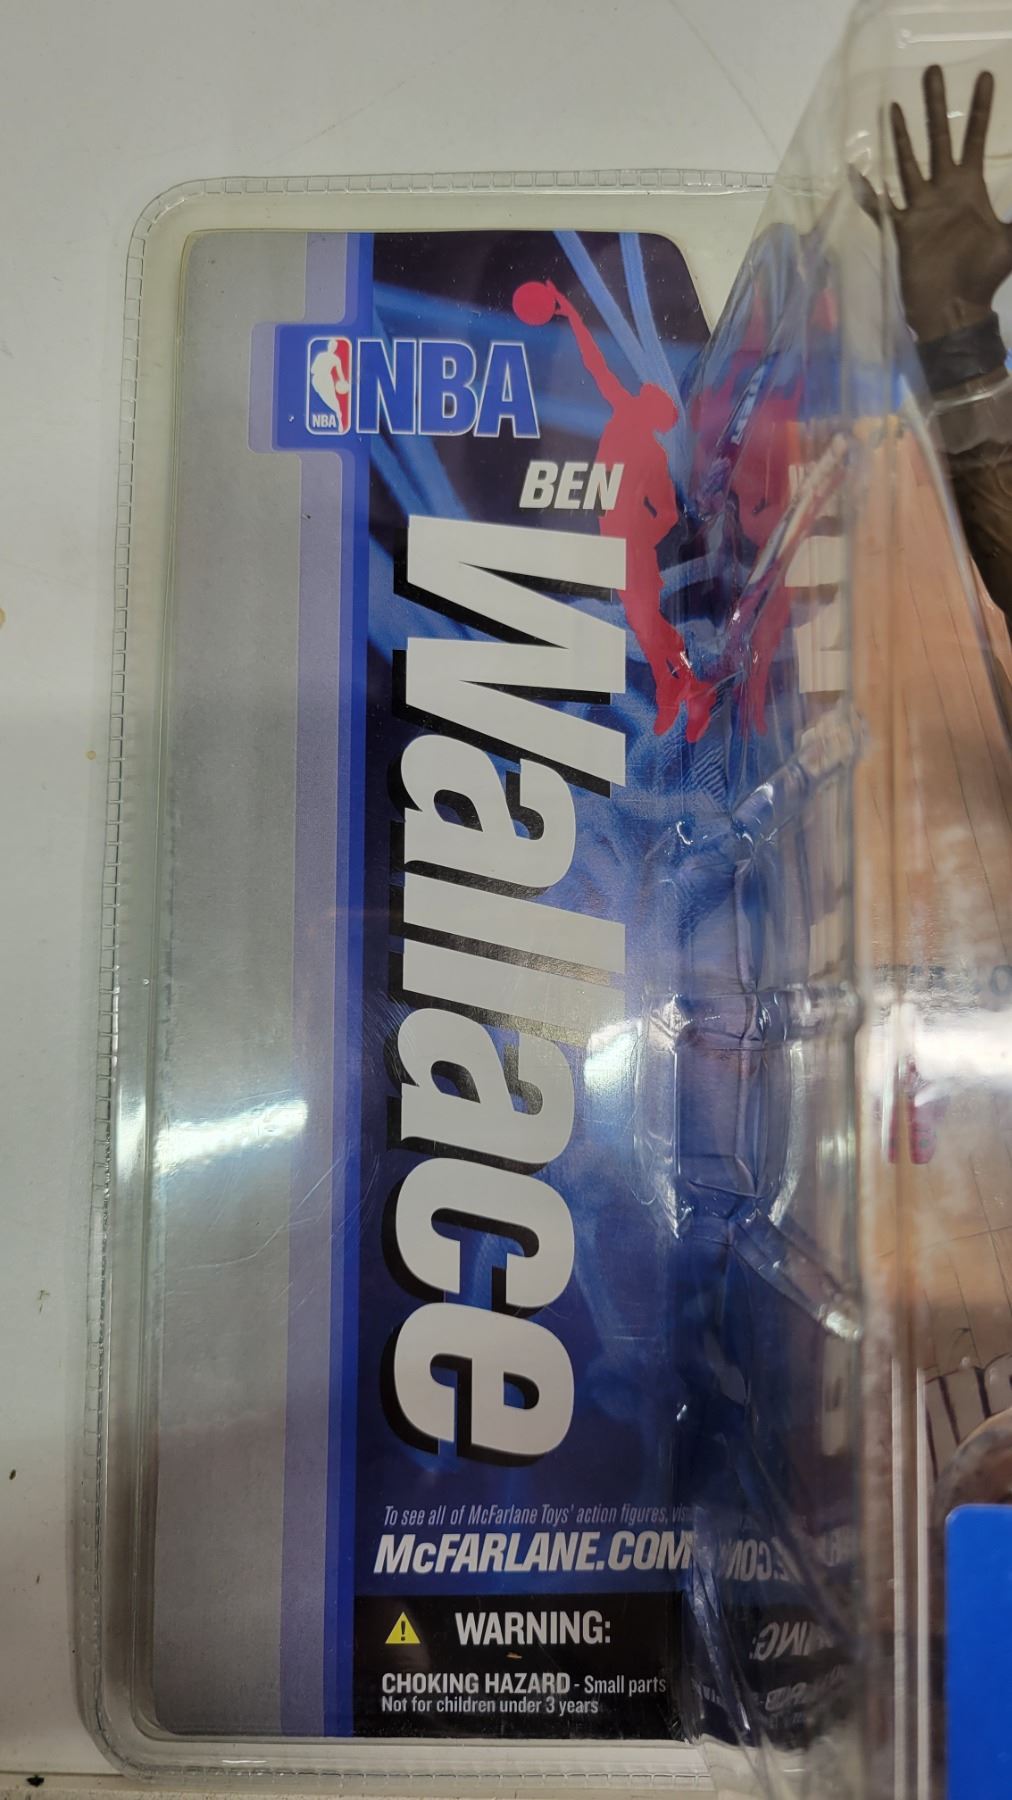 NBA
NBA
BEN
Wallace
To see all of McFarlane Toys' action figures,
McFARLANE.COM
WARNING:
CHOKING HAZARD - Small parts
Not for children under 3 years